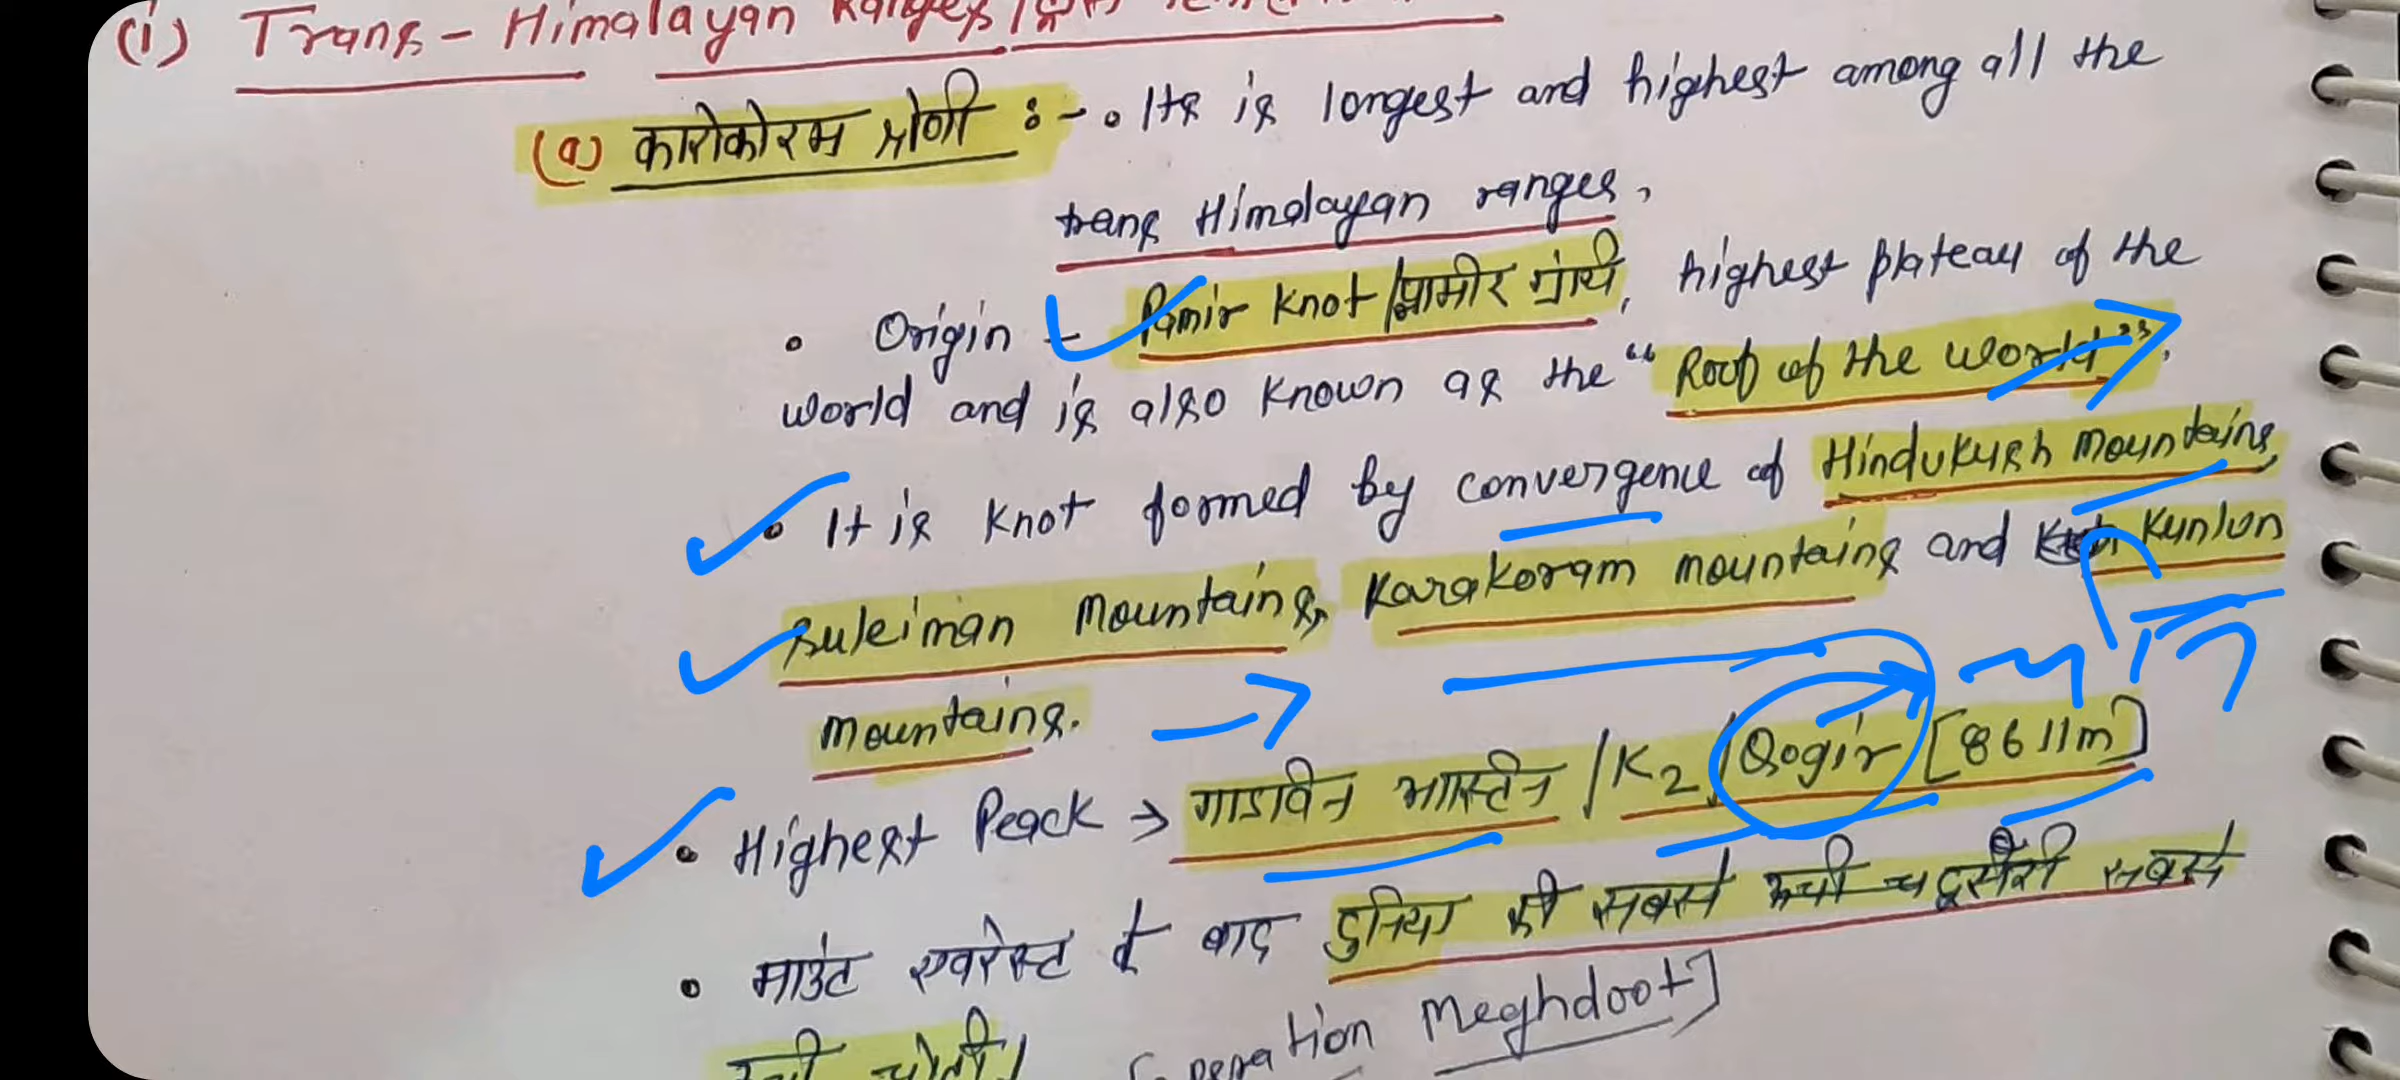 (i) Trans - Himalayan Ranges /
(a) काराकोरम श्रेणी :- • Its is longest and highest among all the
trans Himalayan ranges,
• Origin - Pamir Knot/पामीर ग्रंथी, highest plateau of the
world and is also known as the "Roof of the world".
• It is Knot formed by convergence of Hindukush Mountains,
Suleiman Mountains, Karakoram mountains and Kunlun
Mountains.
• Highest Peack → गाडविन आस्टिन /K2/Qogir [8611m]
• माउंट एवरेस्ट के बाद दुनिया की सबसे दूसरी सबसे
ऊंची चोटी। Operation Meghdoot]